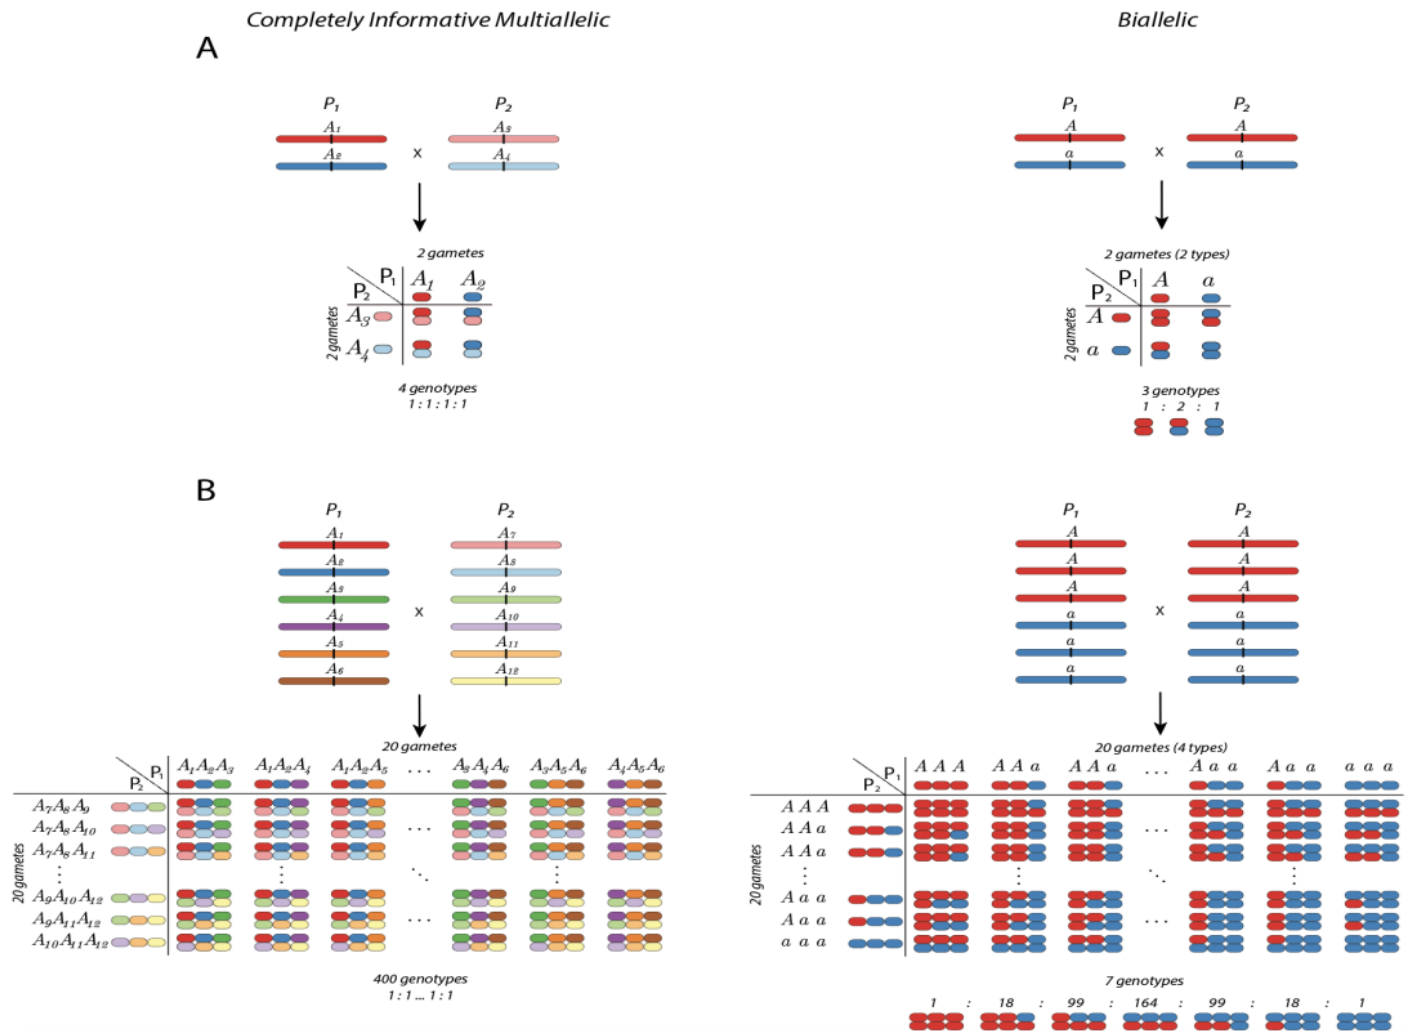 Completely Informative Multiallelic
Biallelic
A
P₁ P₂
A₁ A₃
x
A₂ A₄
2 gametes
P₁ A₁ A₂
P₂
2 gametes
A₃
A₄
4 genotypes
1 : 1 : 1 : 1
P₁ P₂
A A
x
a a
2 gametes (2 types)
P₁ A a
P₂
2 gametes
A
a
3 genotypes
1 : 2 : 1
B
P₁ P₂
A₁ A₇
A₂ A₈
A₃ A₉
x
A₄ A₁₀
A₅ A₁₁
A₆ A₁₂
20 gametes
P₁ A₁A₂A₃ A₁A₂A₄ A₁A₂A₅ ... A₃A₄A₆ A₃A₅A₆ A₄A₅A₆
P₂
20 gametes
A₇A₈A₉
A₇A₈A₁₀
A₇A₈A₁₁
A₉A₁₀A₁₂
A₉A₁₁A₁₂
A₁₀A₁₁A₁₂
400 genotypes
1 : 1 ... 1 : 1
P₁ P₂
A A
A A
A A
x
a a
a a
a a
20 gametes (4 types)
P₁ A A A A A a A A a ... A a a A a a a a a
P₂
20 gametes
A A A
A A a
A A a
A a a
A a a
a a a
7 genotypes
1 : 18 : 99 : 164 : 99 : 18 : 1